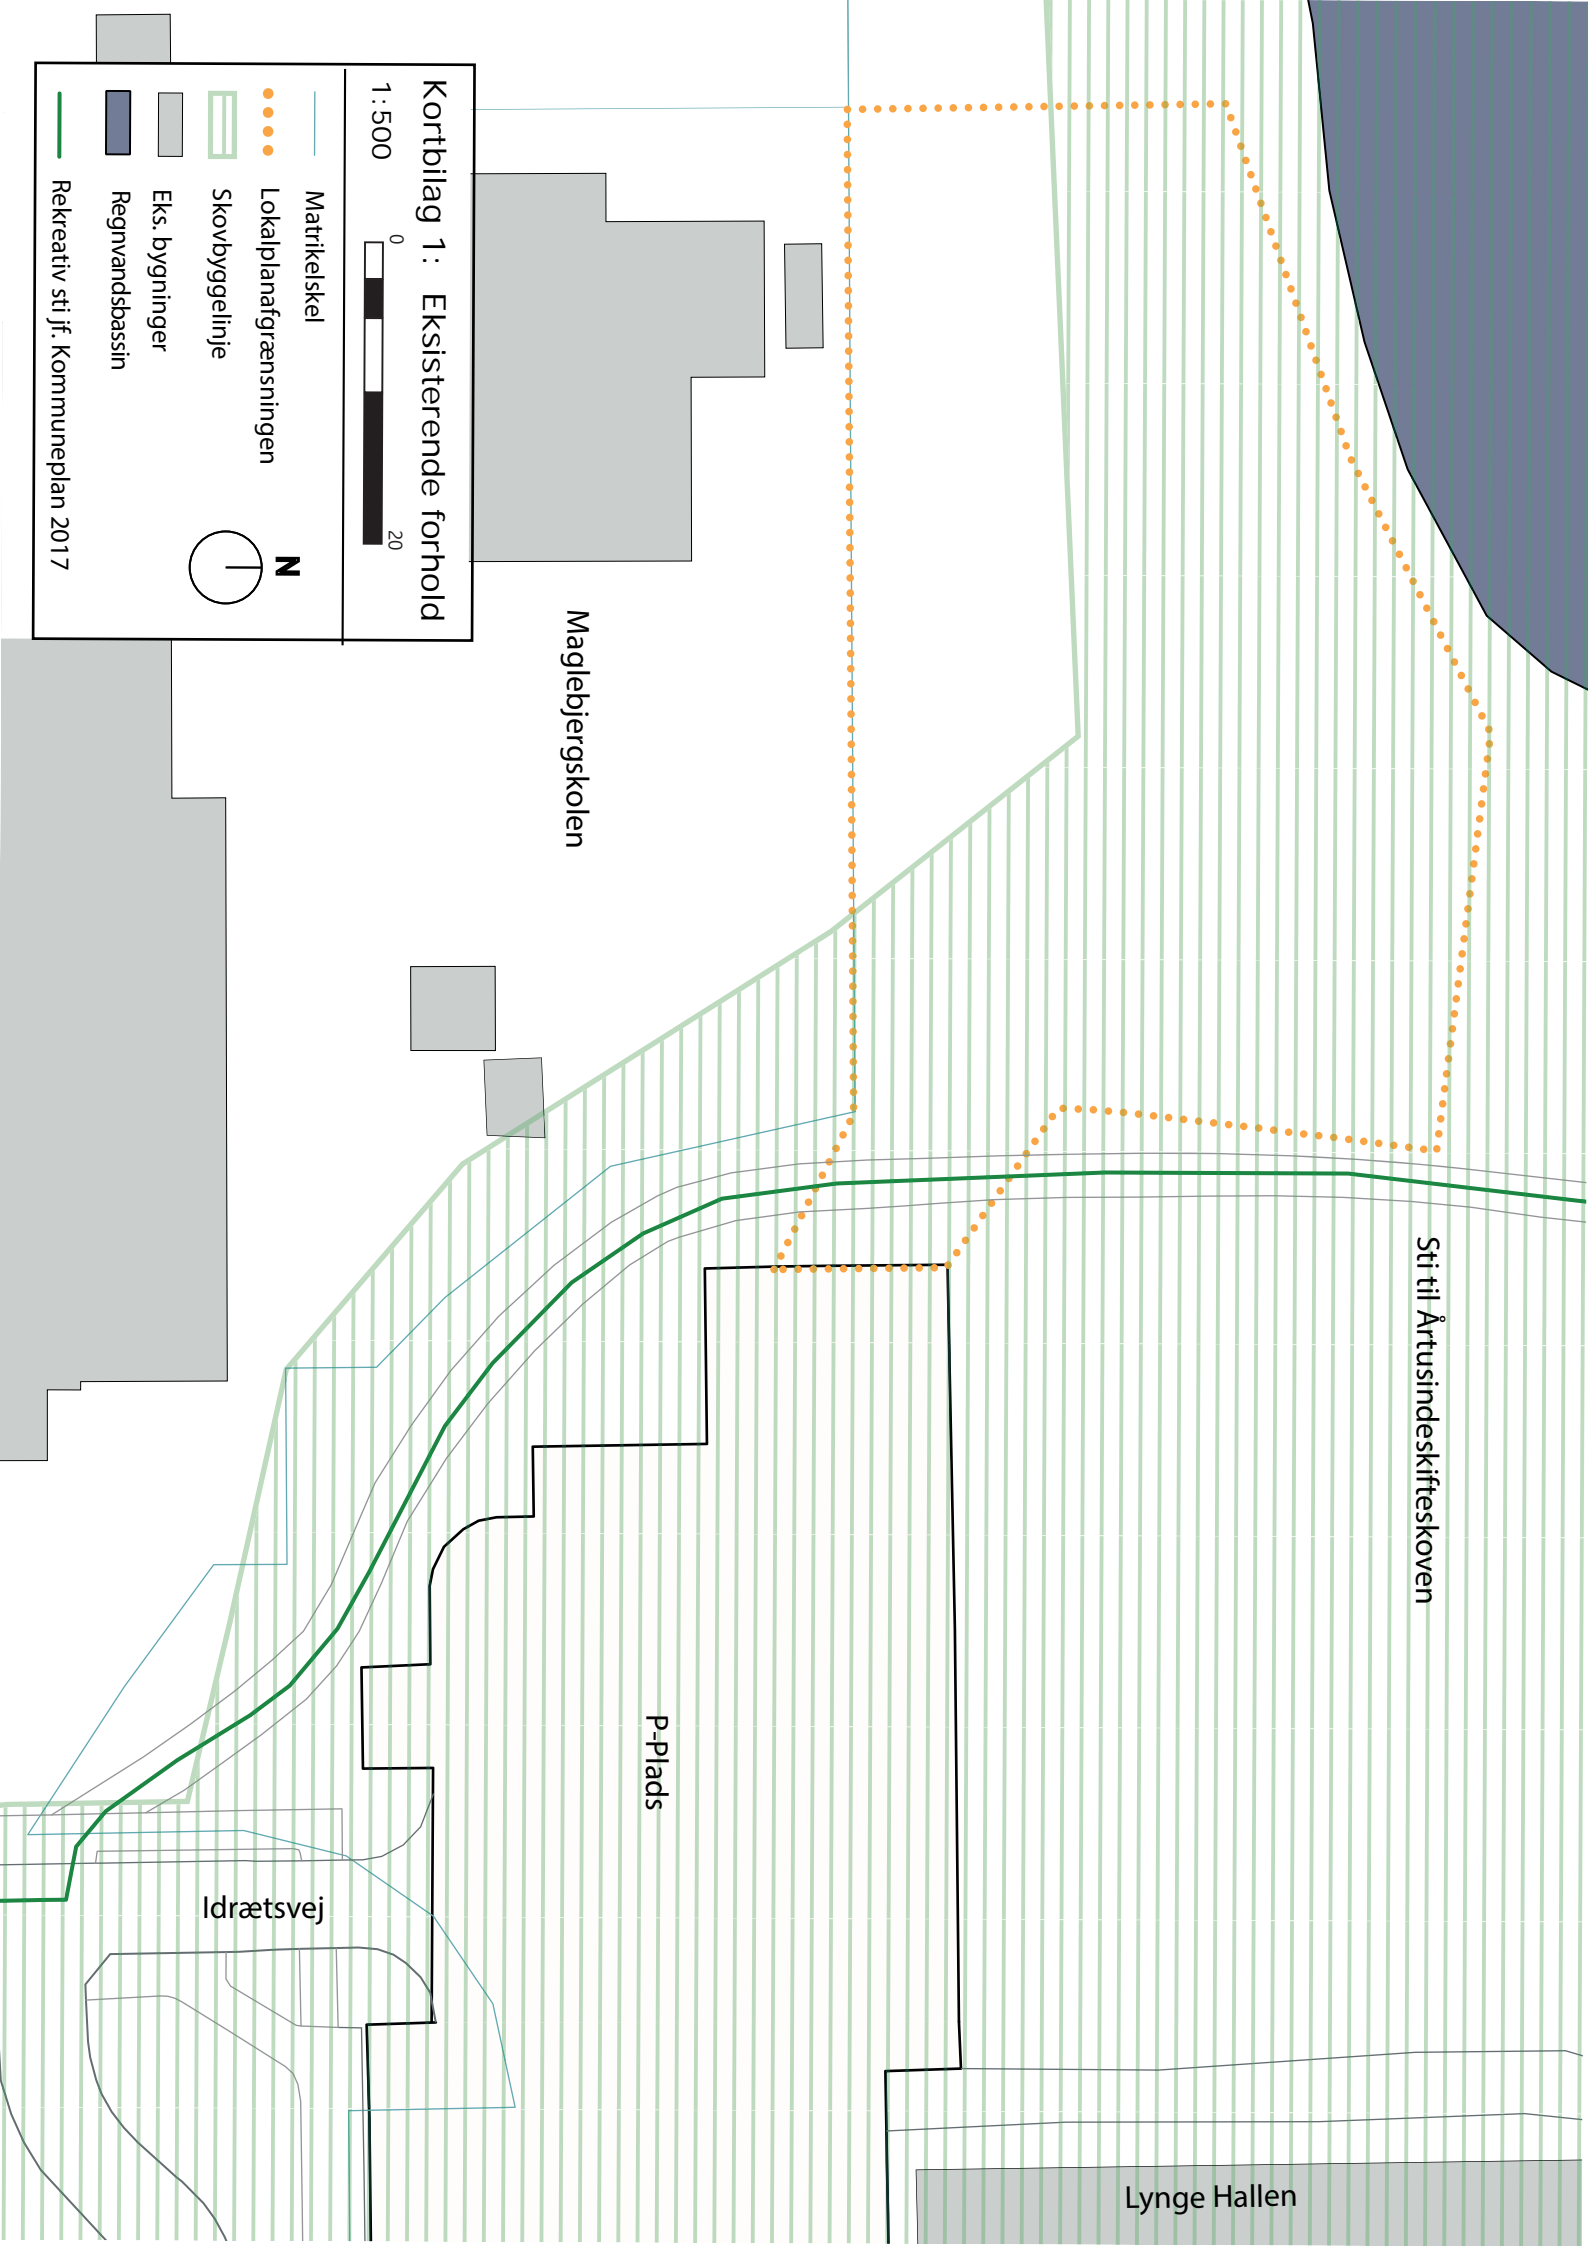 Kortbilag 1: Eksisterende forhold
1:500
0
20
Matrikelskel
Lokalplanafgrænsningen
Skovbyggelinje
Eks. bygninger
Regnvandsbassin
Rekreativ sti jf. Kommuneplan 2017
N
Maglebjergskolen
Sti til Årtusindeskifteskoven
P-Plads
Idrætsvej
Lynge Hallen